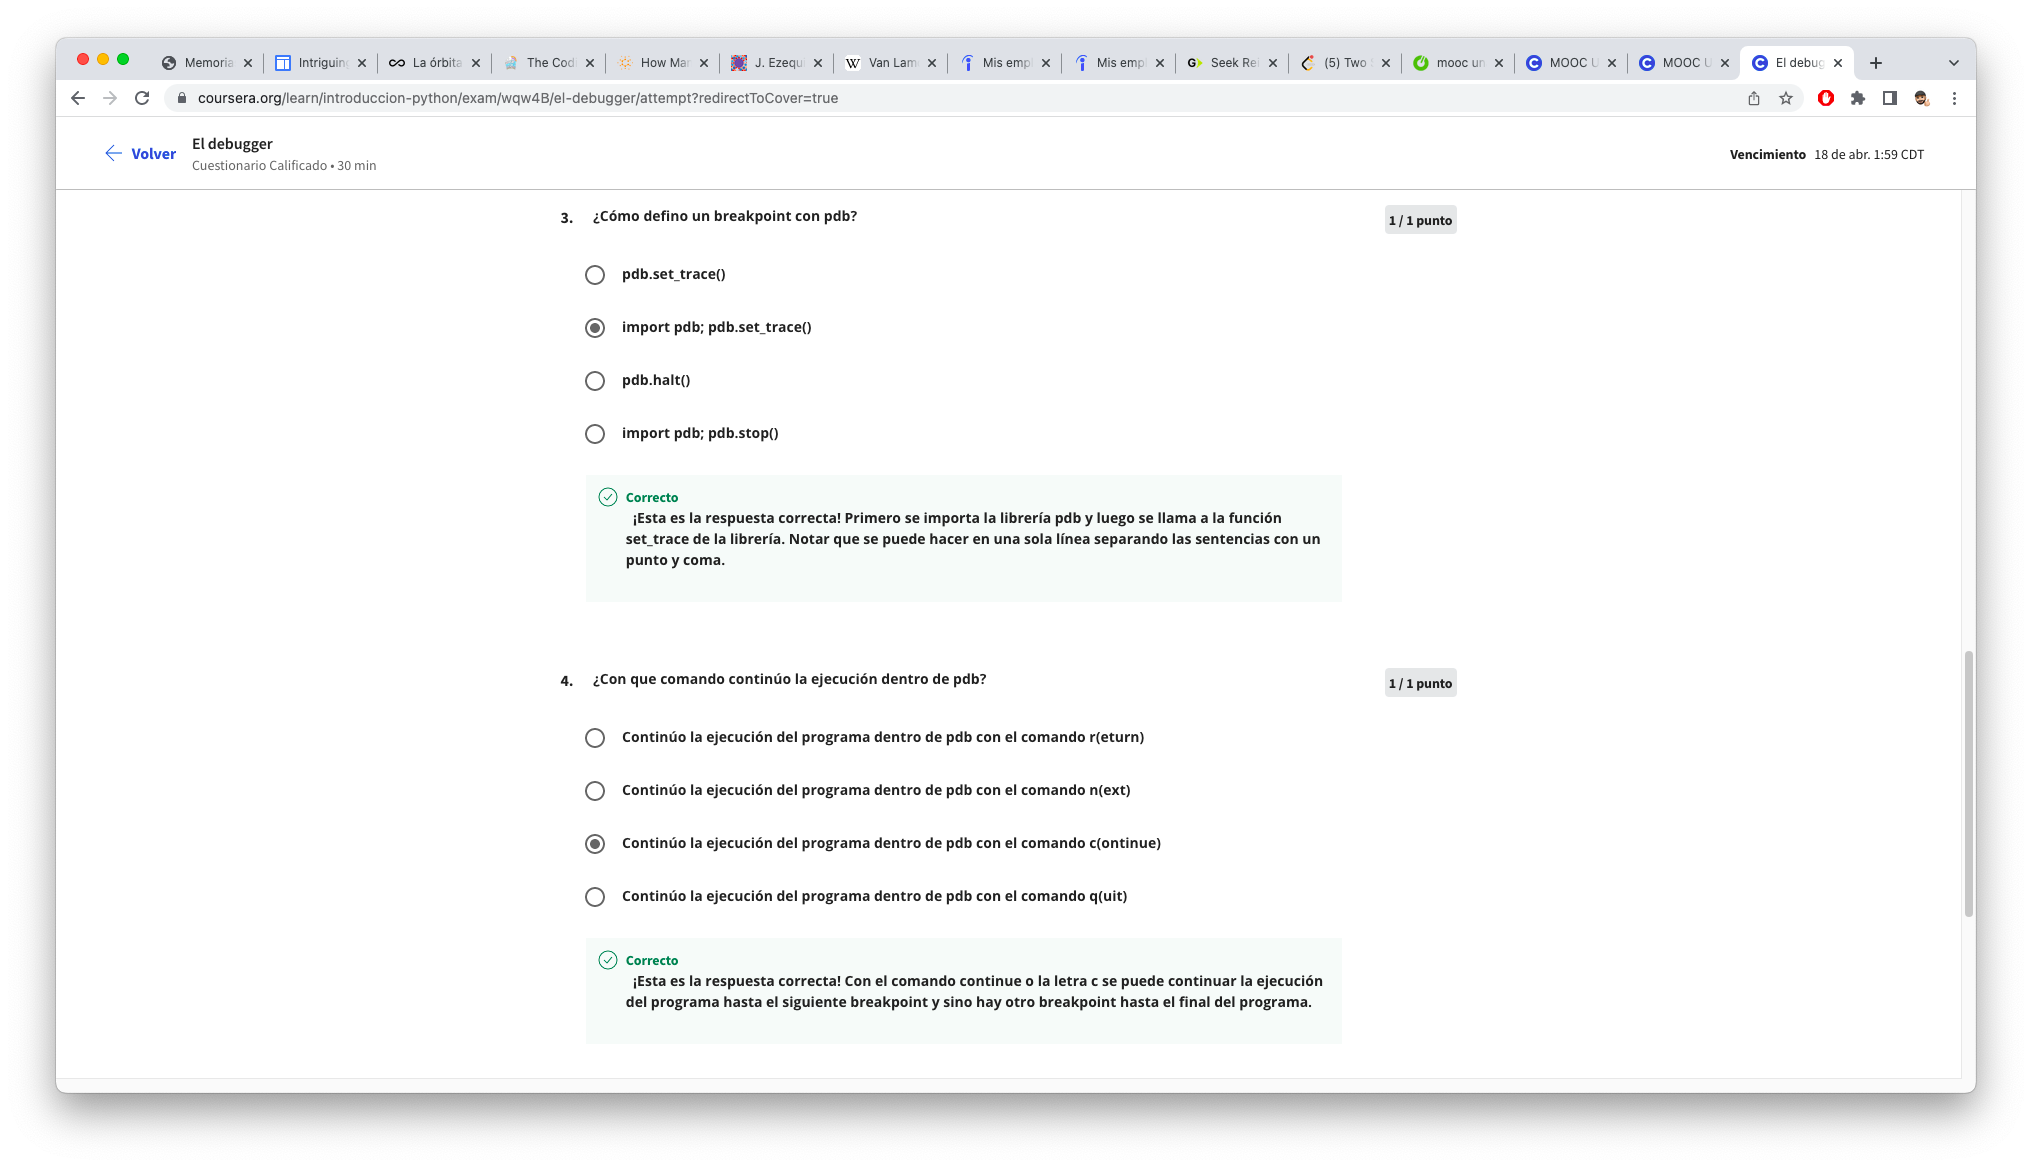 Memoria
Intriguing
La órbita
The Codi
How Mar
J. Ezequi
Van Lam
Mis empl
Mis empl
Seek Rei
(5) Two
mooc un
MOOC U
MOOC U
El debug
coursera.org/learn/introduccion-python/exam/wqw4B/el-debugger/attempt?redirectToCover=true
Volver
El debugger
Cuestionario Calificado • 30 min
Vencimiento 18 de abr. 1:59 CDT
3. ¿Cómo defino un breakpoint con pdb?
1 / 1 punto
pdb.set_trace()
import pdb; pdb.set_trace()
pdb.halt()
import pdb; pdb.stop()
Correcto
¡Esta es la respuesta correcta! Primero se importa la librería pdb y luego se llama a la función
set_trace de la librería. Notar que se puede hacer en una sola línea separando las sentencias con un
punto y coma.
4. ¿Con que comando continúo la ejecución dentro de pdb?
1 / 1 punto
Continúo la ejecución del programa dentro de pdb con el comando r(eturn)
Continúo la ejecución del programa dentro de pdb con el comando n(ext)
Continúo la ejecución del programa dentro de pdb con el comando c(ontinue)
Continúo la ejecución del programa dentro de pdb con el comando q(uit)
Correcto
¡Esta es la respuesta correcta! Con el comando continue o la letra c se puede continuar la ejecución
del programa hasta el siguiente breakpoint y sino hay otro breakpoint hasta el final del programa.